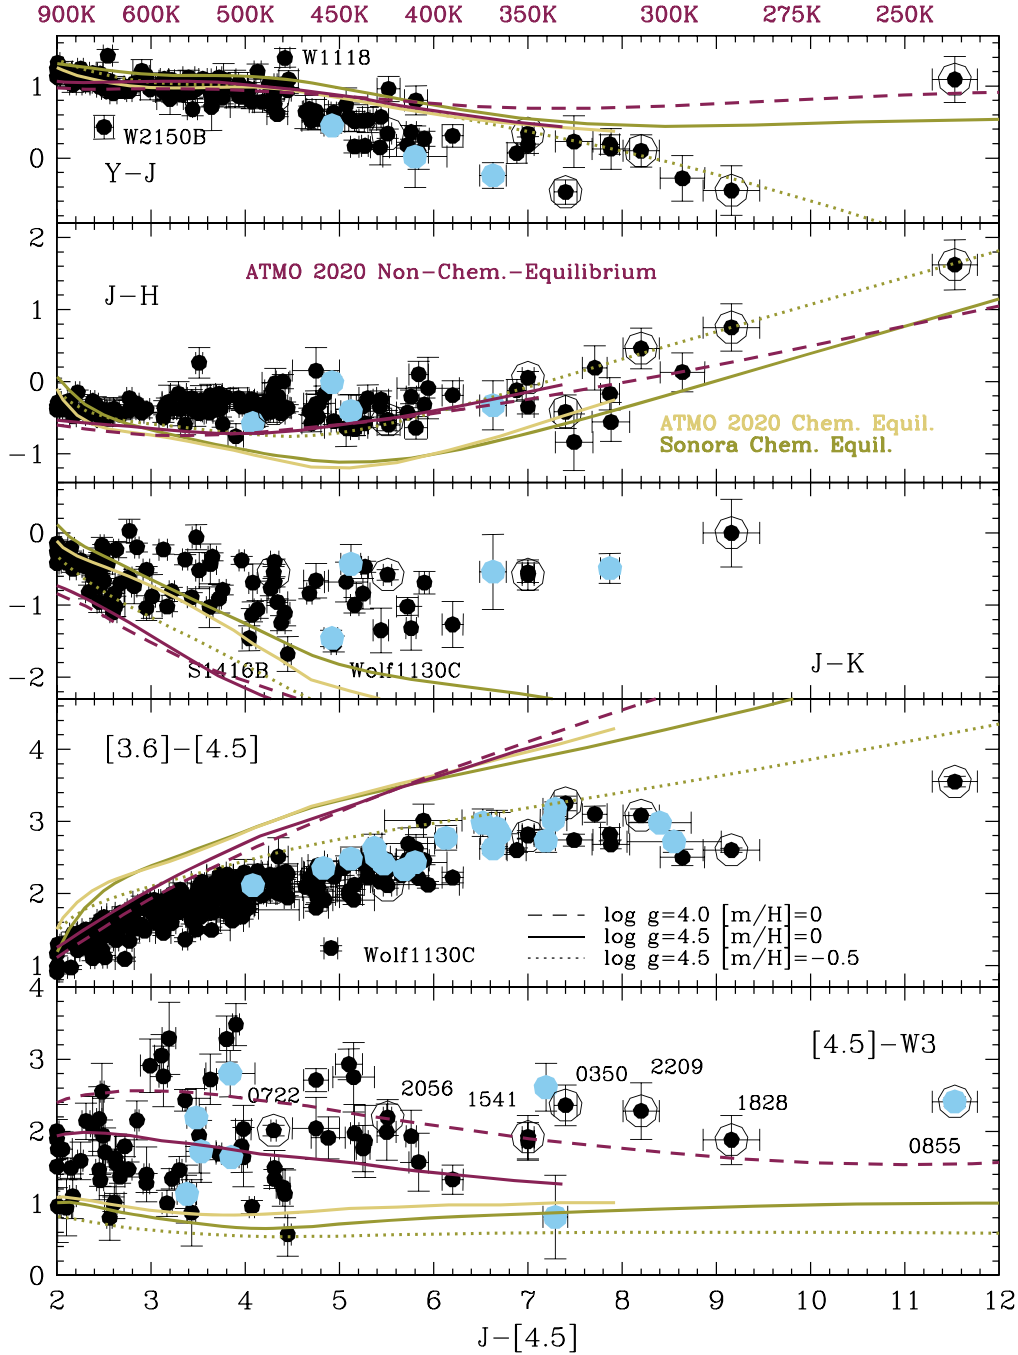 900K 600K 500K 450K 400K 350K 300K 275K 250K
W1118
1
W2150B
0
Y-J
2
ATMO 2020 Non-Chem.-Equilibrium
J-H
1
0
ATMO 2020 Chem. Equil.
Sonora Chem. Equil.
-1
0
-1
S1416B Wolf1130C J-K
-2
[3.6]-[4.5]
4
3
2
log g=4.0 [m/H]=0
log g=4.5 [m/H]=0
Wolf1130C
log g=4.5 [m/H]=-0.5
1
4
[4.5]-W3
3
0722 2056 1541 0350 2209 1828 0855
2
1
0
2 3 4 5 6 7 8 9 10 11 12
J-[4.5]